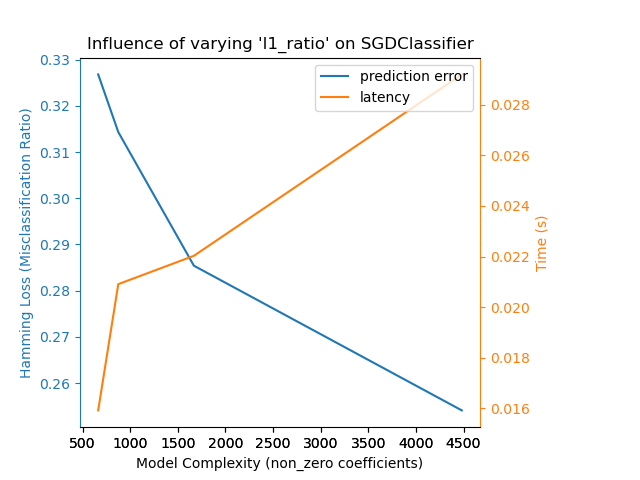 Influence of varying 'l1_ratio' on SGDClassifier
prediction error
latency
0.33
0.32
0.31
0.30
0.29
0.28
0.27
0.26
Hamming Loss (Misclassification Ratio)
0.028
0.026
0.024
0.022
0.020
0.018
0.016
Time (s)
500 1000 1500 2000 2500 3000 3500 4000 4500
Model Complexity (non_zero coefficients)